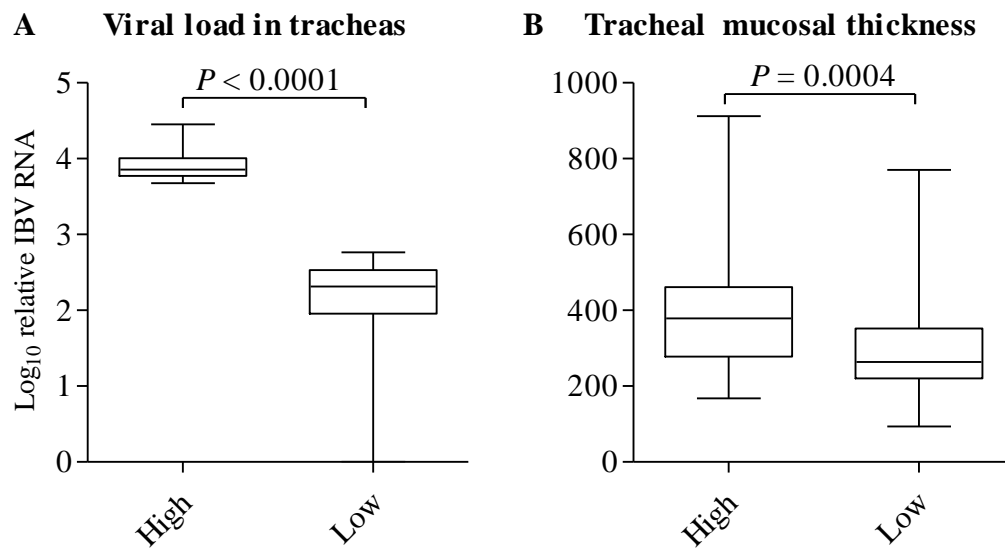 A Viral load in tracheas
P < 0.0001
Log10 relative IBV RNA
5
4
3
2
1
0
High
Low
B Tracheal mucosal thickness
P = 0.0004
1000
800
600
400
200
0
High
Low